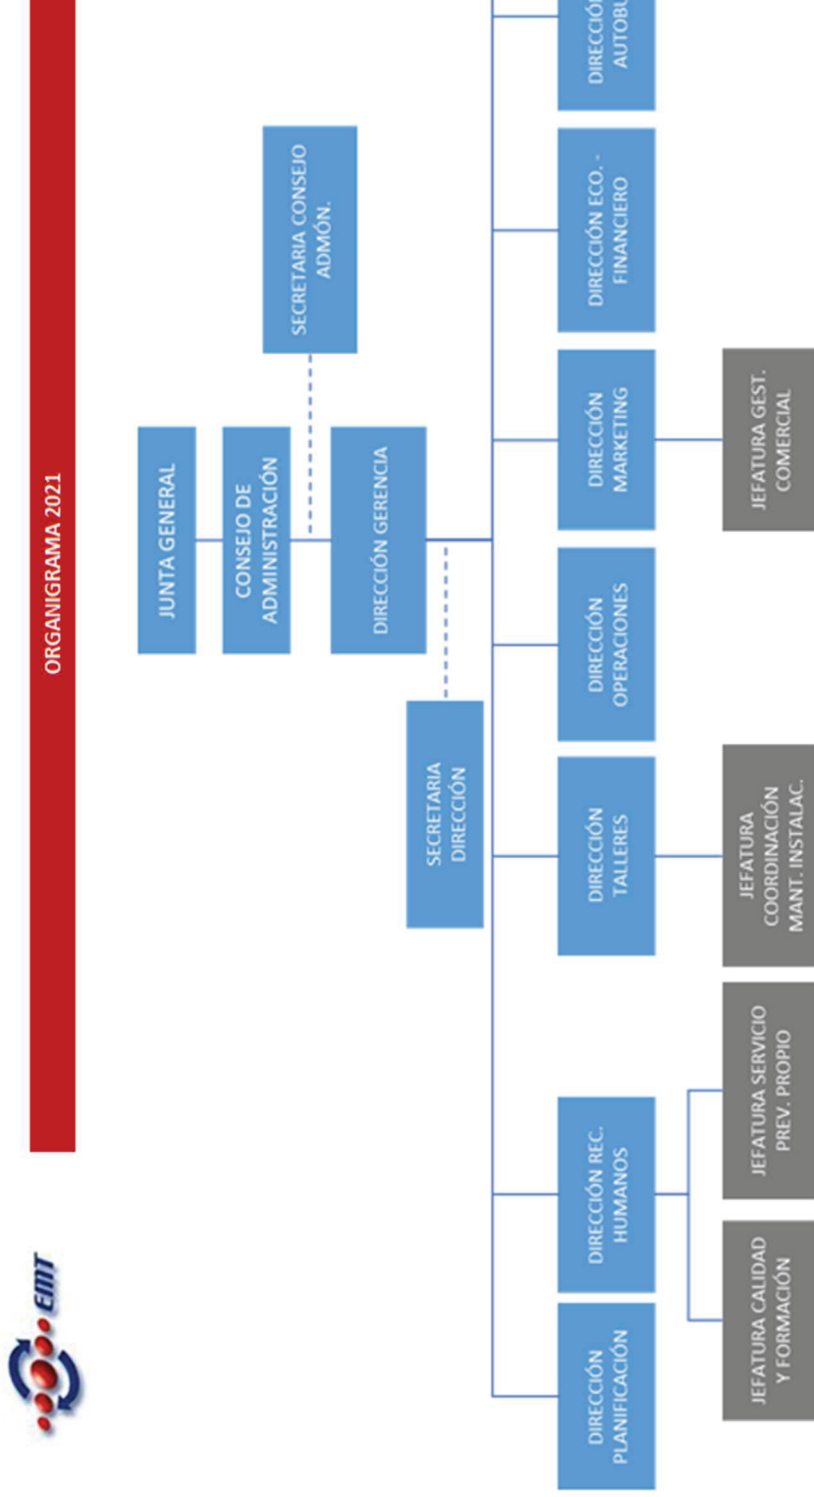 EMT
ORGANIGRAMA 2021
JUNTA GENERAL
CONSEJO DE
ADMINISTRACIÓN
SECRETARIA CONSEJO
ADMÓN.
DIRECCIÓN GERENCIA
SECRETARIA
DIRECCIÓN
DIRECCIÓN
PLANIFICACIÓN
DIRECCIÓN REC.
HUMANOS
DIRECCIÓN
TALLERES
DIRECCIÓN
OPERACIONES
DIRECCIÓN
MARKETING
DIRECCIÓN ECO. -
FINANCIERO
DIRECCIÓN
JEFATURA CALIDAD
Y FORMACIÓN
JEFATURA SERVICIO
PREV. PROPIO
JEFATURA
COORDINACIÓN
MANT. INSTALAC.
JEFATURA GEST.
COMERCIAL